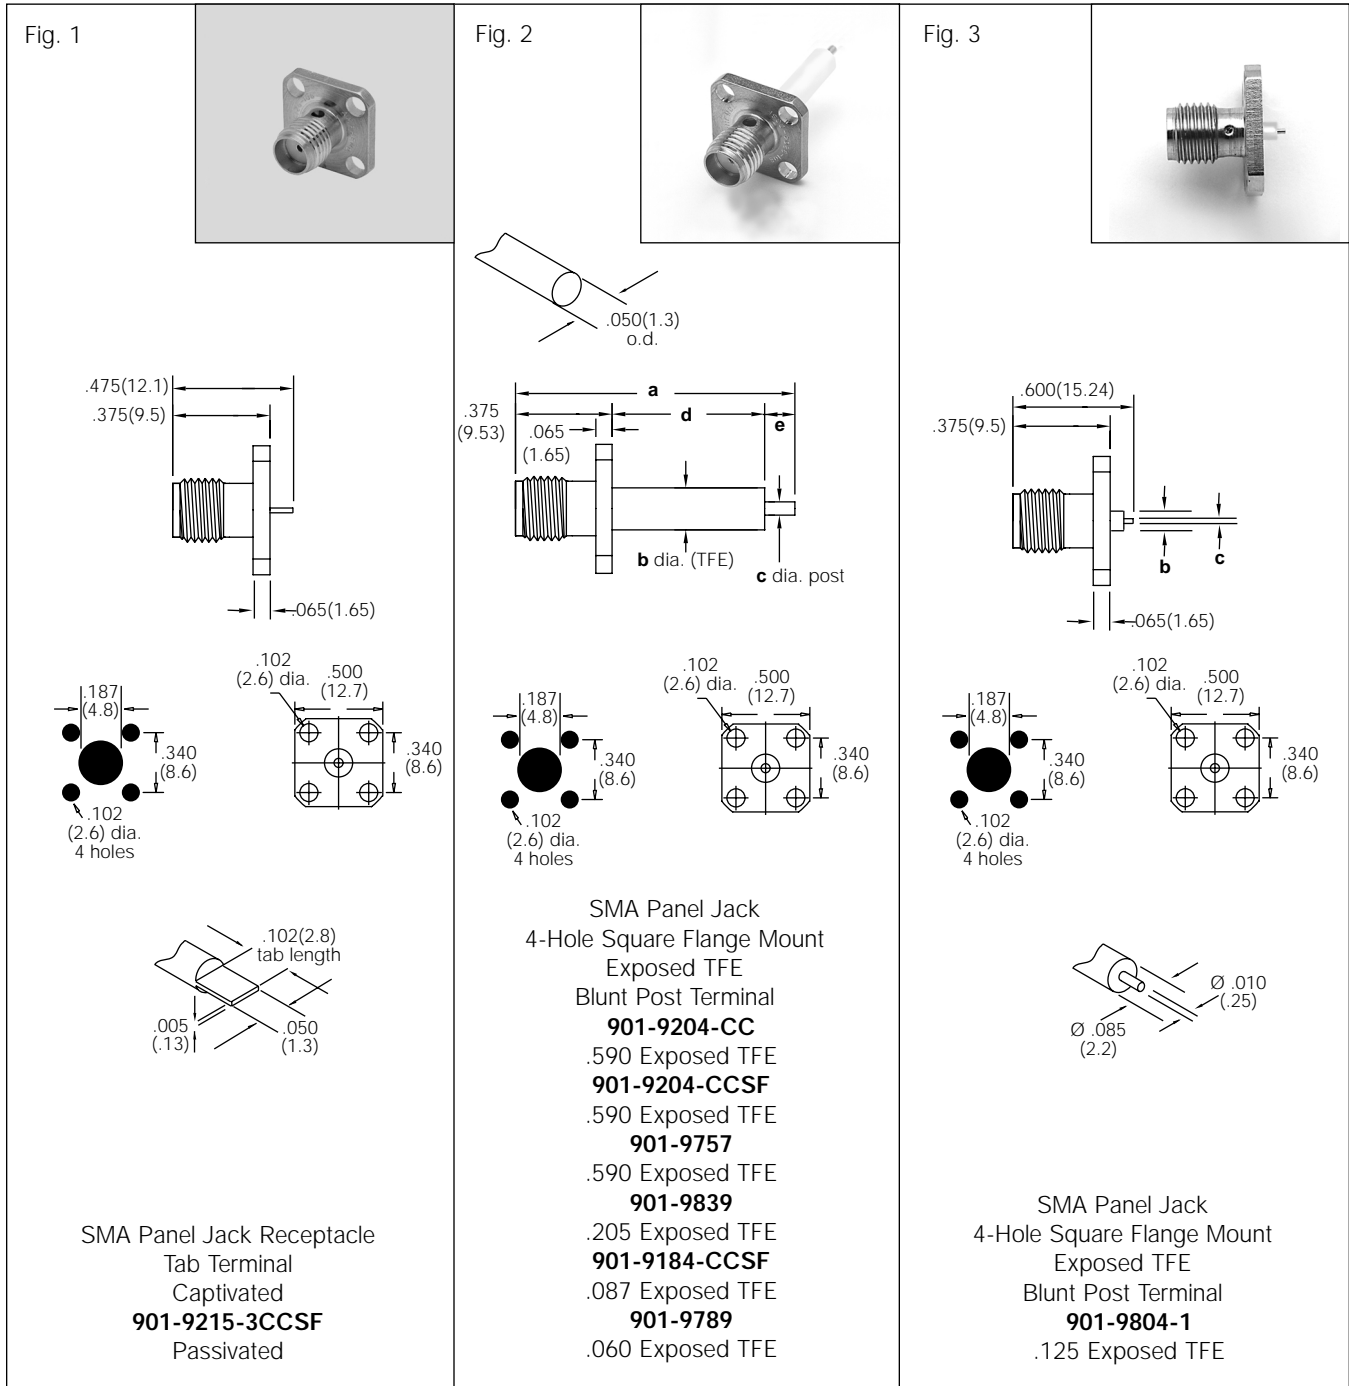 Fig. 1
.475(12.1)
.375(9.5)
.065(1.65)
.187
(4.8)
.102
(2.6) dia.
.500
(12.7)
.340
(8.6)
.340
(8.6)
.102
(2.6) dia.
4 holes
.102(2.8)
tab length
.005
(.13)
.050
(1.3)
SMA Panel Jack Receptacle
Tab Terminal
Captivated
901-9215-3CCSF
Passivated
Fig. 2
.050(1.3)
o.d.
a
.375
(9.53)
.065
(1.65)
d
e
b dia. (TFE)
c dia. post
.187
(4.8)
.102
(2.6) dia.
.500
(12.7)
.340
(8.6)
.340
(8.6)
.102
(2.6) dia.
4 holes
SMA Panel Jack
4-Hole Square Flange Mount
Exposed TFE
Blunt Post Terminal
901-9204-CC
.590 Exposed TFE
901-9204-CCSF
.590 Exposed TFE
901-9757
.590 Exposed TFE
901-9839
.205 Exposed TFE
901-9184-CCSF
.087 Exposed TFE
901-9789
.060 Exposed TFE
Fig. 3
.600(15.24)
.375(9.5)
b
c
.065(1.65)
.187
(4.8)
.102
(2.6) dia.
.500
(12.7)
.340
(8.6)
.340
(8.6)
.102
(2.6) dia.
4 holes
Ø .010
(.25)
Ø .085
(2.2)
SMA Panel Jack
4-Hole Square Flange Mount
Exposed TFE
Blunt Post Terminal
901-9804-1
.125 Exposed TFE